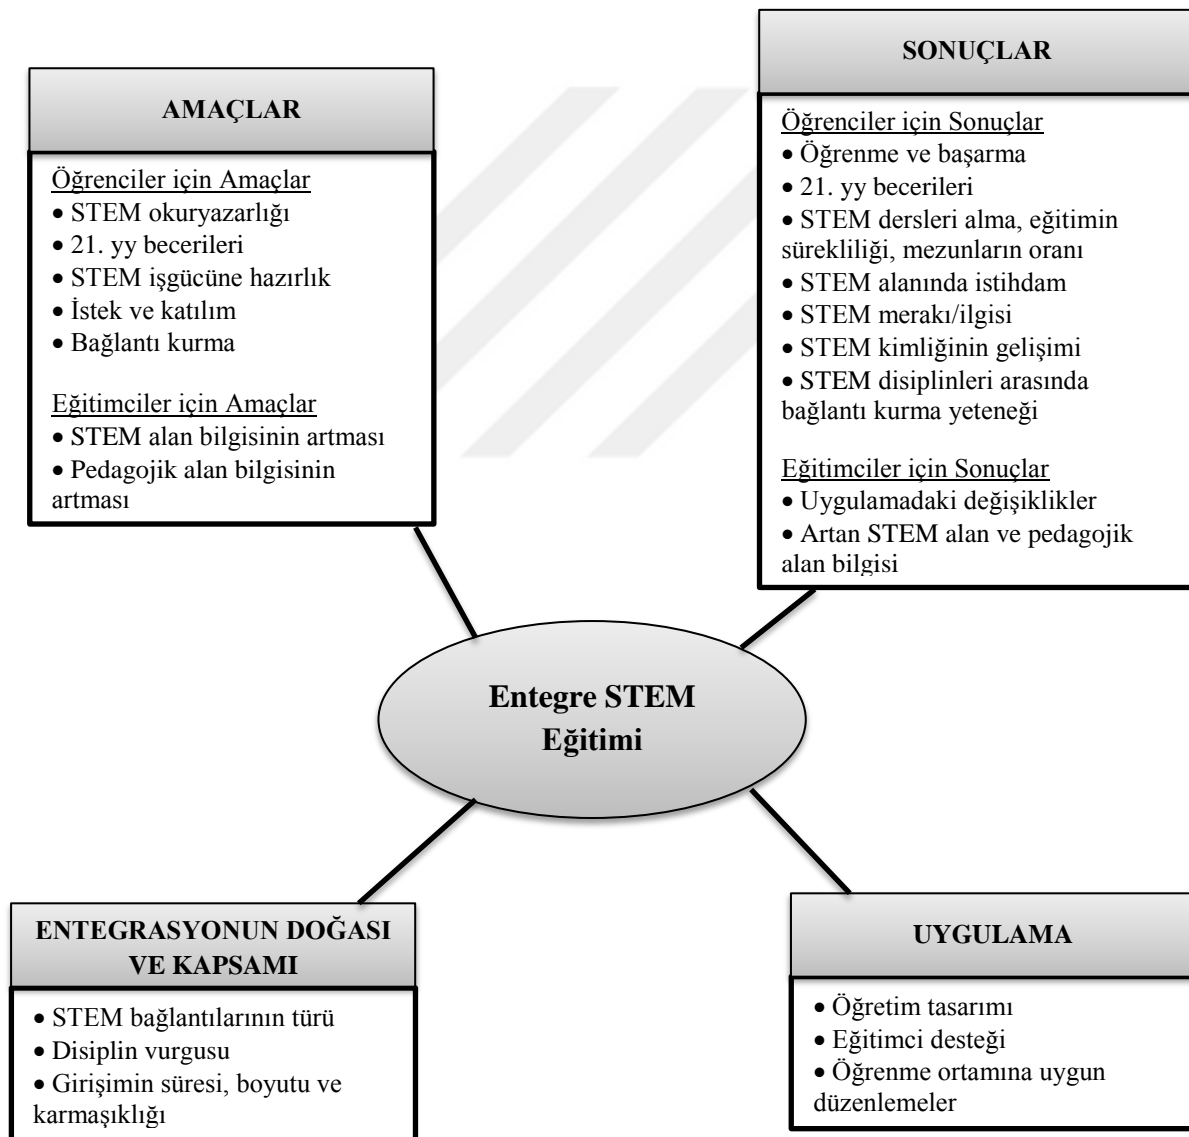 AMAÇLAR
Öğrenciler için Amaçlar
• STEM okuryazarlığı
• 21. yy becerileri
• STEM işgücüne hazırlık
• İstek ve katılım
• Bağlantı kurma
Eğitimciler için Amaçlar
• STEM alan bilgisinin artması
• Pedagojik alan bilgisinin
artması
SONUÇLAR
Öğrenciler için Sonuçlar
• Öğrenme ve başarma
• 21. yy becerileri
• STEM dersleri alma, eğitimin
sürekliliği, mezunların oranı
• STEM alanında istihdam
• STEM merakı/ilgisi
• STEM kimliğinin gelişimi
• STEM disiplinleri arasında
bağlantı kurma yeteneği
Eğitimciler için Sonuçlar
• Uygulamadaki değişiklikler
• Artan STEM alan ve pedagojik
alan bilgisi
Entegre STEM
Eğitimi
ENTEGRASYONUN DOĞASI
VE KAPSAMI
• STEM bağlantılarının türü
• Disiplin vurgusu
• Girişimin süresi, boyutu ve
karmaşıklığı
UYGULAMA
• Öğretim tasarımı
• Eğitimci desteği
• Öğrenme ortamına uygun
düzenlemeler